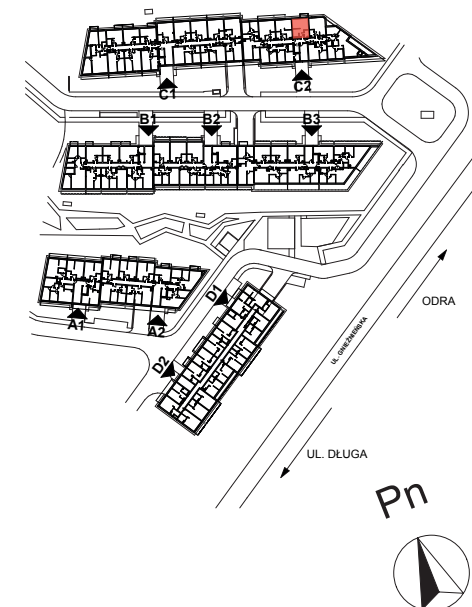 C1
C2
B1
B2
B3
A1
A2
D1
D2
ODRA
UL. GNIEŹNIEŃSKA
UL. DŁUGA
Pn